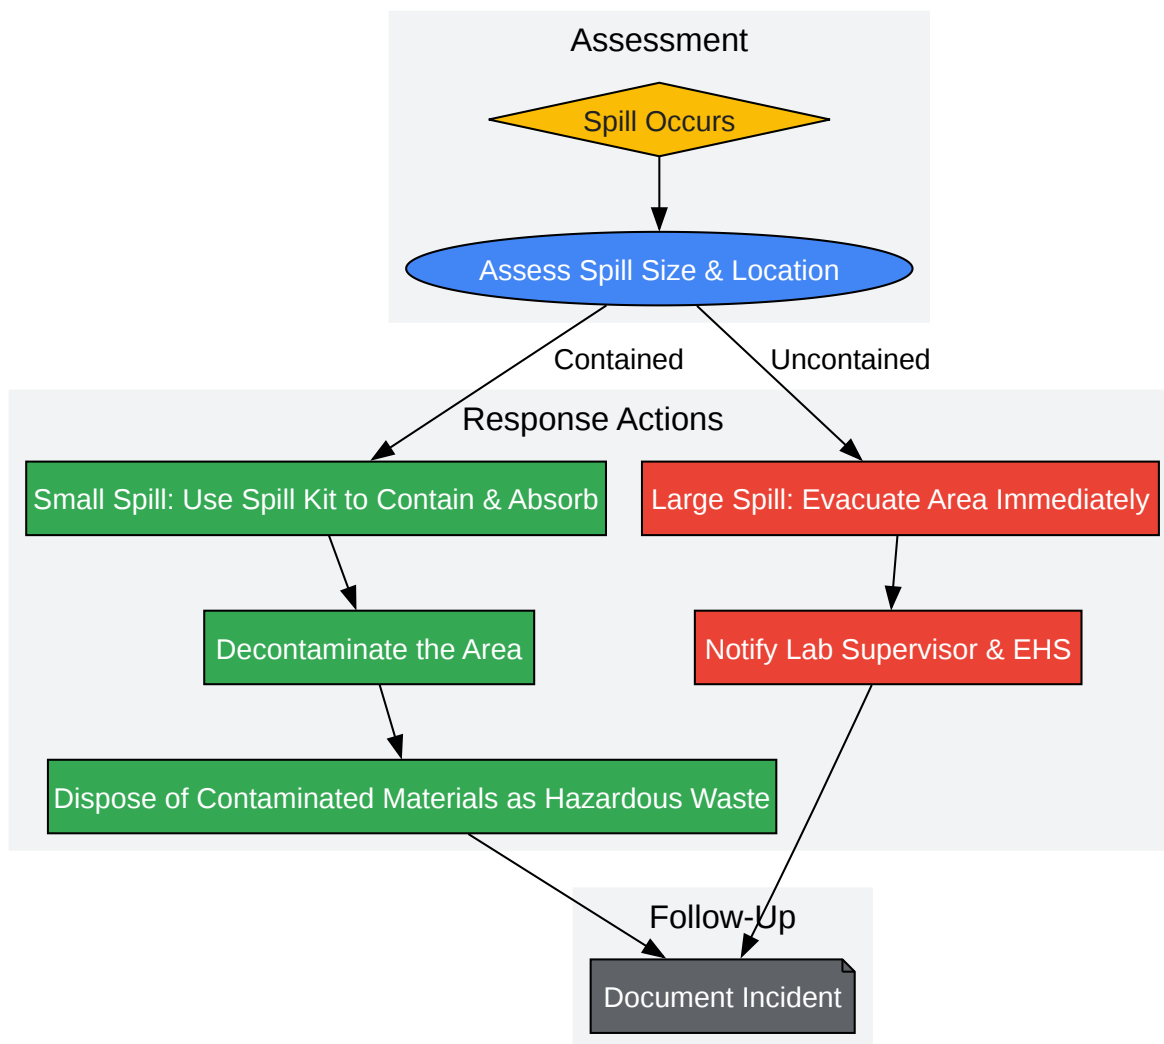 Assessment
Spill Occurs
Assess Spill Size & Location
Contained
Uncontained
Response Actions
Small Spill: Use Spill Kit to Contain & Absorb
Large Spill: Evacuate Area Immediately
Decontaminate the Area
Notify Lab Supervisor & EHS
Dispose of Contaminated Materials as Hazardous Waste
Follow-Up
Document Incident